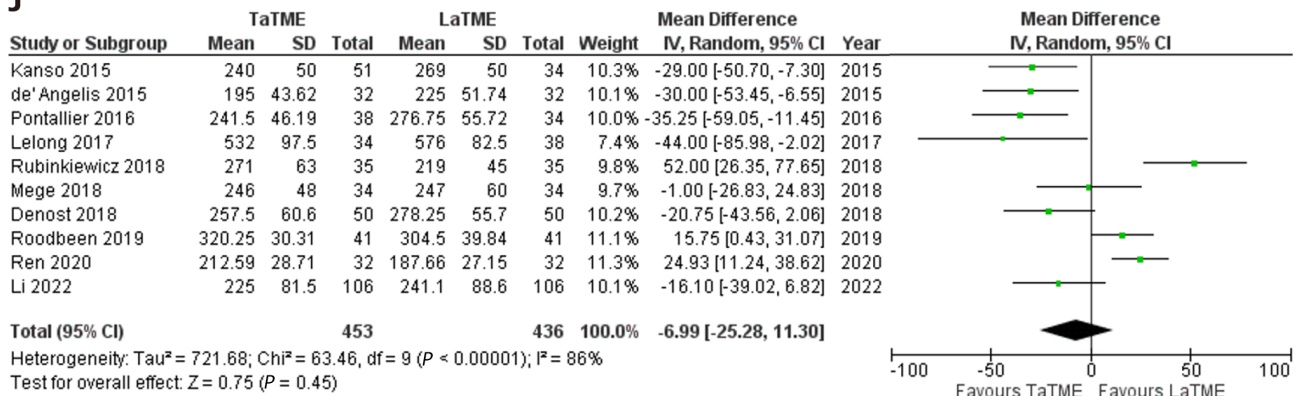 J
TaTME LaTME Mean Difference Mean Difference
Study or Subgroup Mean SD Total Mean SD Total Weight IV, Random, 95% CI Year IV, Random, 95% CI
Kanso 2015 240 50 51 269 50 34 10.3% -29.00 [-50.70, -7.30] 2015
de' Angelis 2015 195 43.62 32 225 51.74 32 10.1% -30.00 [-53.45, -6.55] 2015
Pontallier 2016 241.5 46.19 38 276.75 55.72 34 10.0% -35.25 [-59.05, -11.45] 2016
Lelong 2017 532 97.5 34 576 82.5 38 7.4% -44.00 [-85.98, -2.02] 2017
Rubinkiewicz 2018 271 63 35 219 45 35 9.8% 52.00 [26.35, 77.65] 2018
Mege 2018 246 48 34 247 60 34 9.7% -1.00 [-26.83, 24.83] 2018
Denost 2018 257.5 60.6 50 278.25 55.7 50 10.2% -20.75 [-43.56, 2.06] 2018
Roodbeen 2019 320.25 30.31 41 304.5 39.84 41 11.1% 15.75 [0.43, 31.07] 2019
Ren 2020 212.59 28.71 32 187.66 27.15 32 11.3% 24.93 [11.24, 38.62] 2020
Li 2022 225 81.5 106 241.1 88.6 106 10.1% -16.10 [-39.02, 6.82] 2022
Total (95% CI) 453 436 100.0% -6.99 [-25.28, 11.30]
Heterogeneity: Tau² = 721.68; Chi² = 63.46, df = 9 (P < 0.00001); I² = 86%
Test for overall effect: Z = 0.75 (P = 0.45)
-100 -50 0 50 100
Favours TaTME Favours LaTME